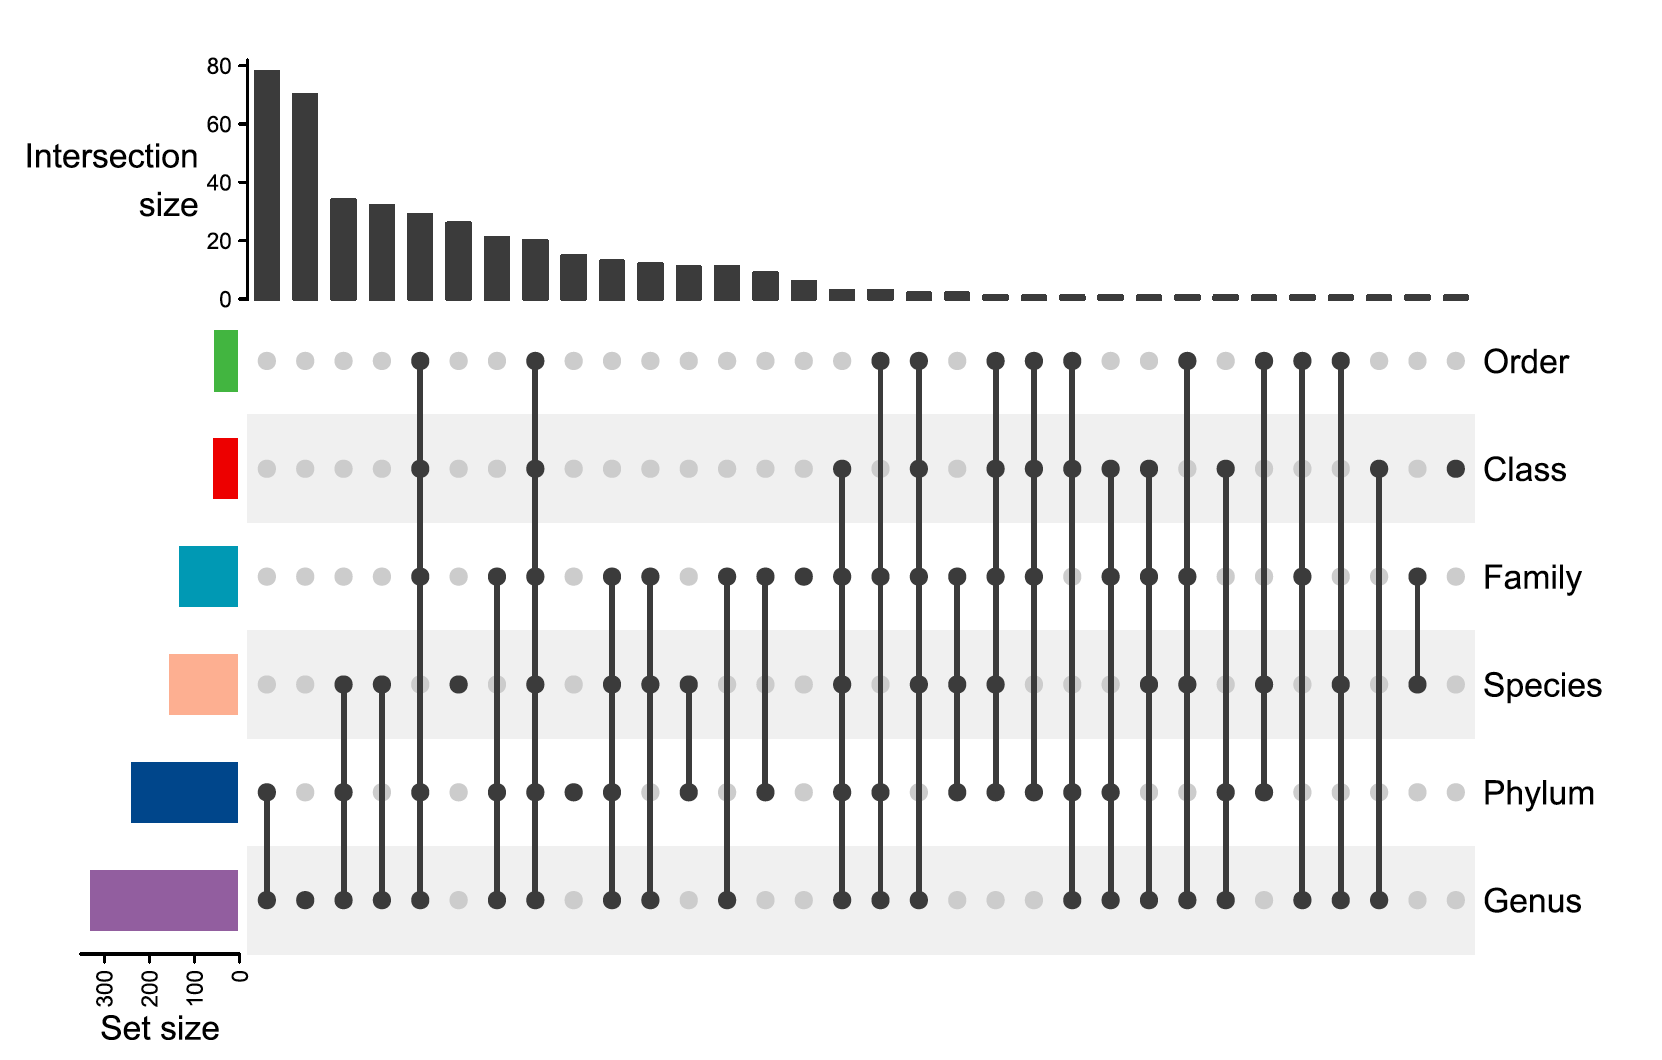 80
60
Intersection
40
size
20
0
Order
Class
Family
Species
Phylum
Genus
300
200
100
0
Set size